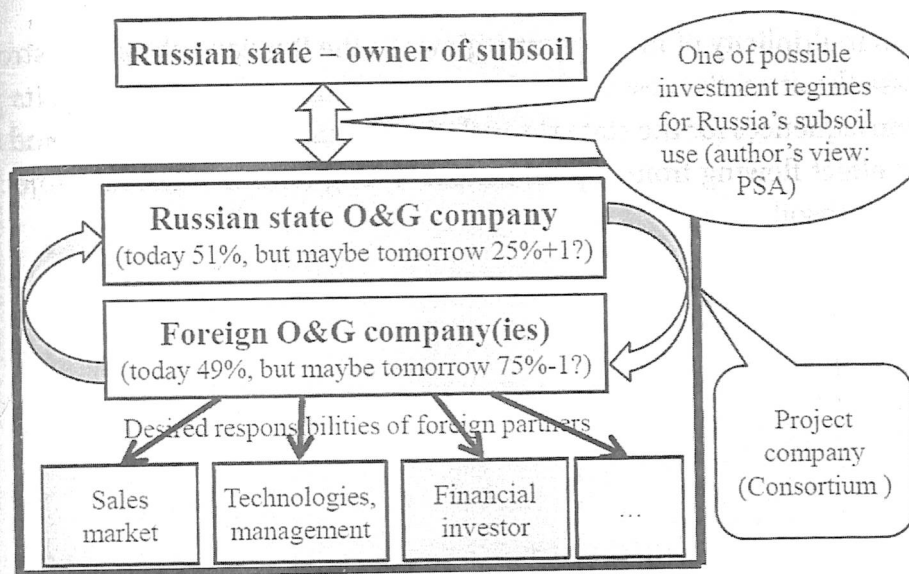 Russian state – owner of subsoil
One of possible
investment regimes
for Russia's subsoil
use (author's view:
PSA)
Russian state O&G company
(today 51%, but maybe tomorrow 25%+1?)
Foreign O&G company(ies)
(today 49%, but maybe tomorrow 75%-1?)
Desired responsibilities of foreign partners
Sales
market
Technologies,
management
Financial
investor
...
Project
company
(Consortium )